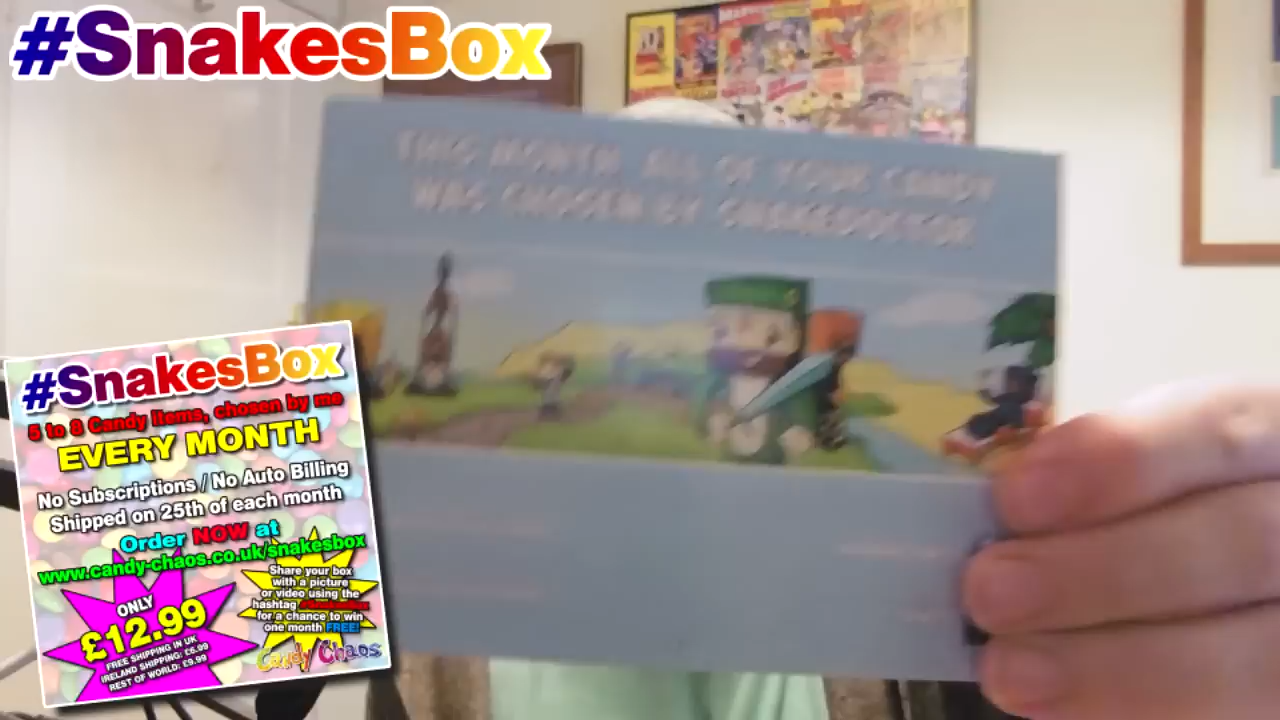 #SnakesBox
THIS MONTH ALL OF YOUR CANDY
WAS CHOSEN BY SNAKEDOCTOR
#SnakesBox
5 to 8 Candy items, chosen by me
EVERY MONTH
No Subscriptions / No Auto Billing
Shipped on 25th of each month
Order NOW at
www.candy-chaos.co.uk/snakesbox
ONLY
£12.99
FREE SHIPPING IN UK
IRELAND SHIPPING: £6.99
REST OF WORLD: £9.99
Share your box
with a picture
or video using the
hashtag #SnakesBox
for a chance to win
one month FREE!
Candy Chaos